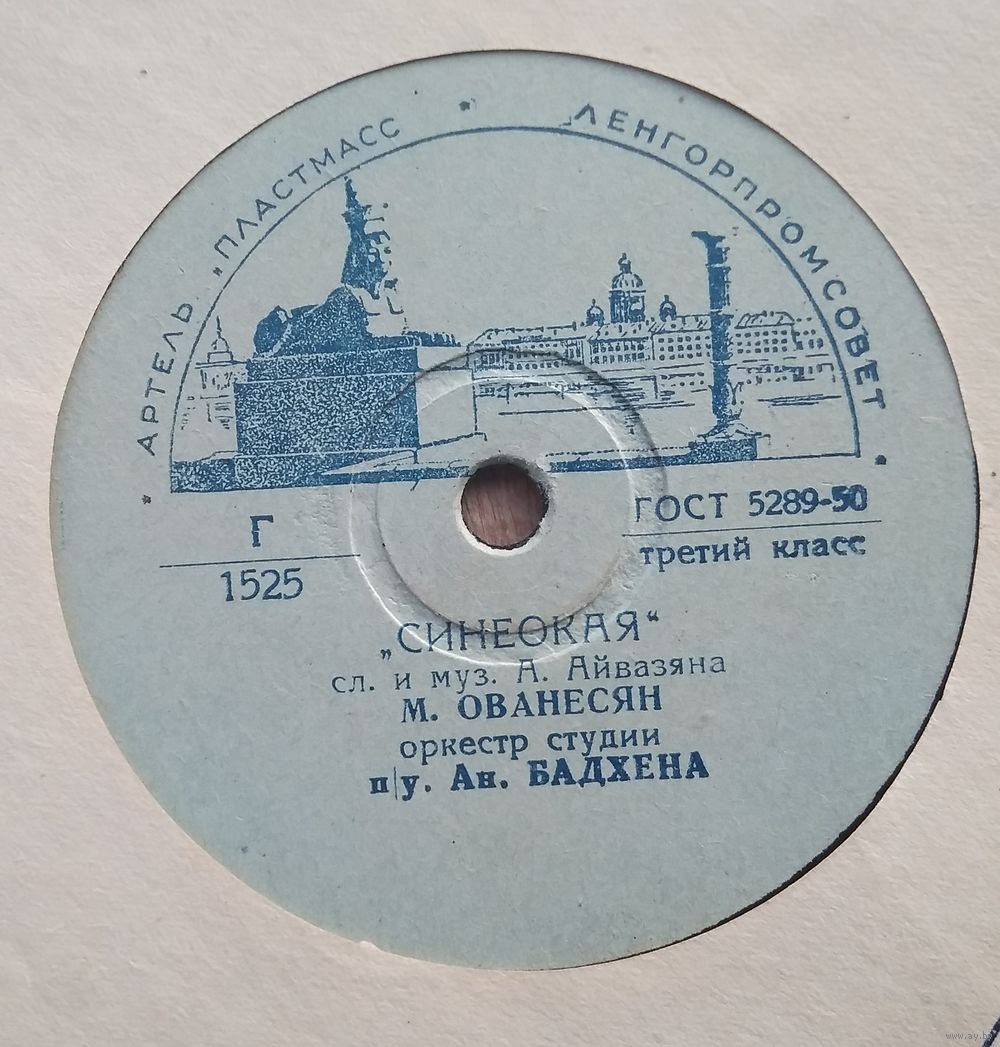 АРТЕЛЬ „ПЛАСТМАСС • ЛЕНГОРПРОМСОВЕТ
Г
1525
ГОСТ 5289-50
третий класс
„СИНЕОКАЯ“
сл. и муз. А. Айвазяна
М. ОВАНЕСЯН
оркестр студии
п/у. Ан. БАДХЕНА